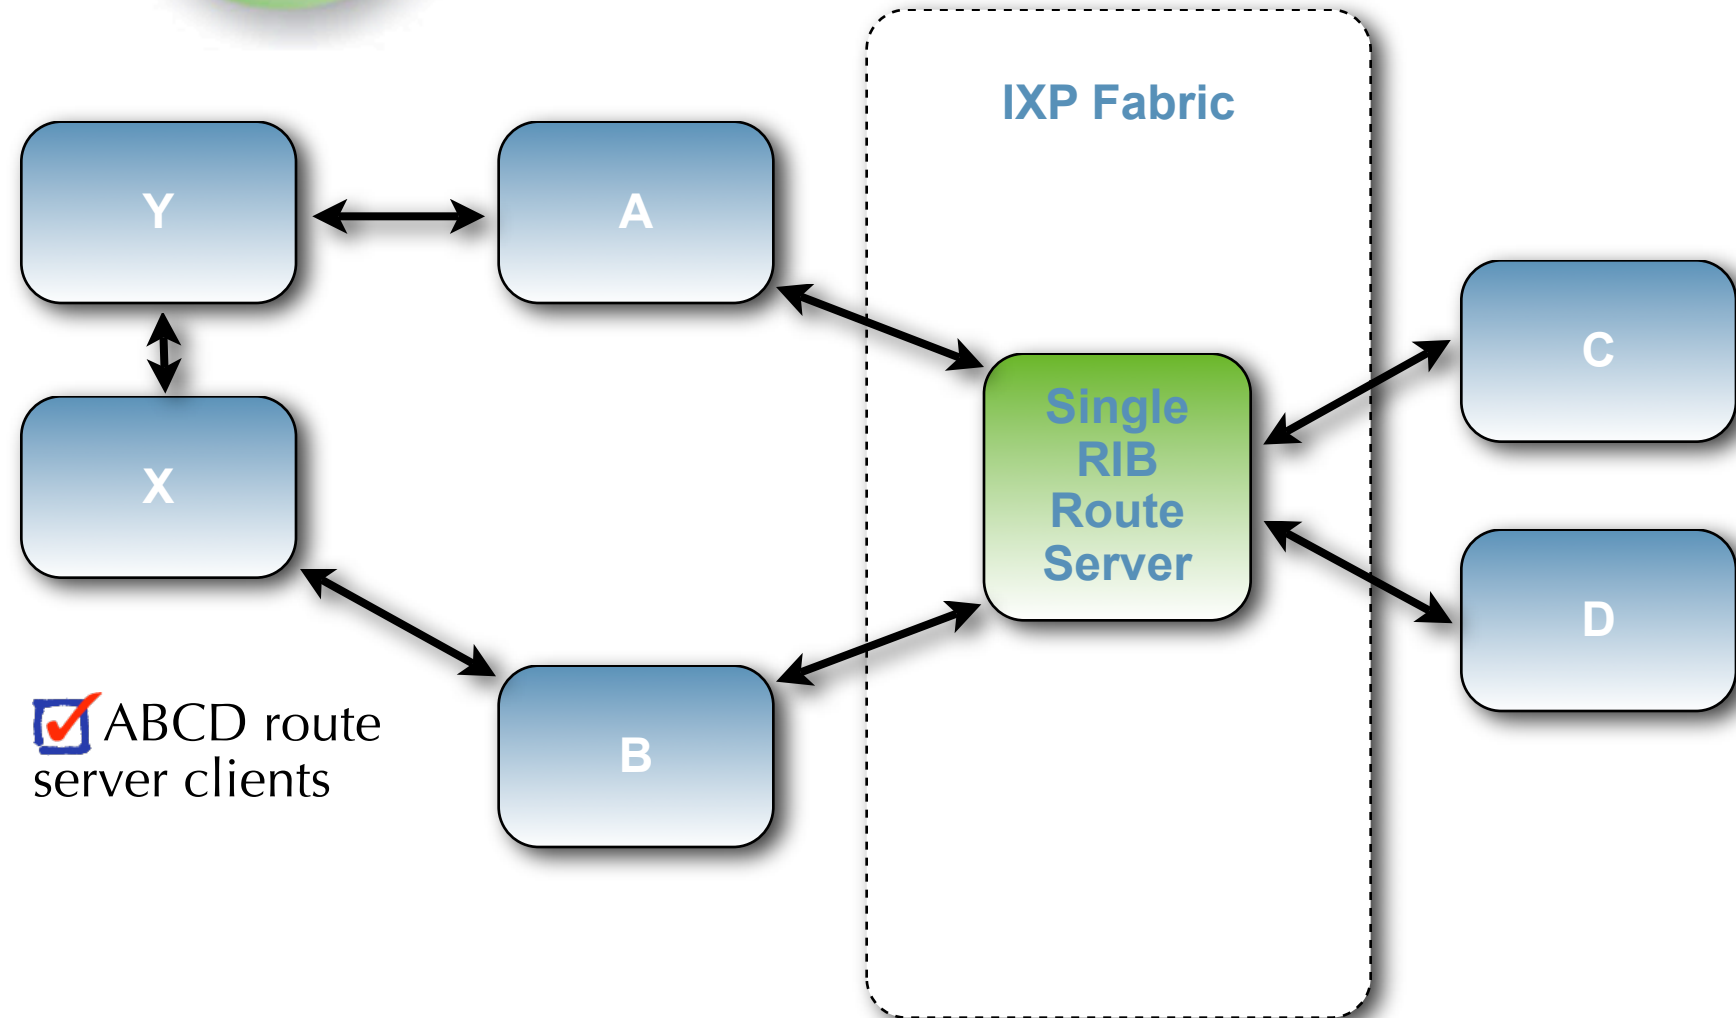 IXP Fabric
Y
A
C
Single
RIB
Route
Server
X
D
B
ABCD route
server clients